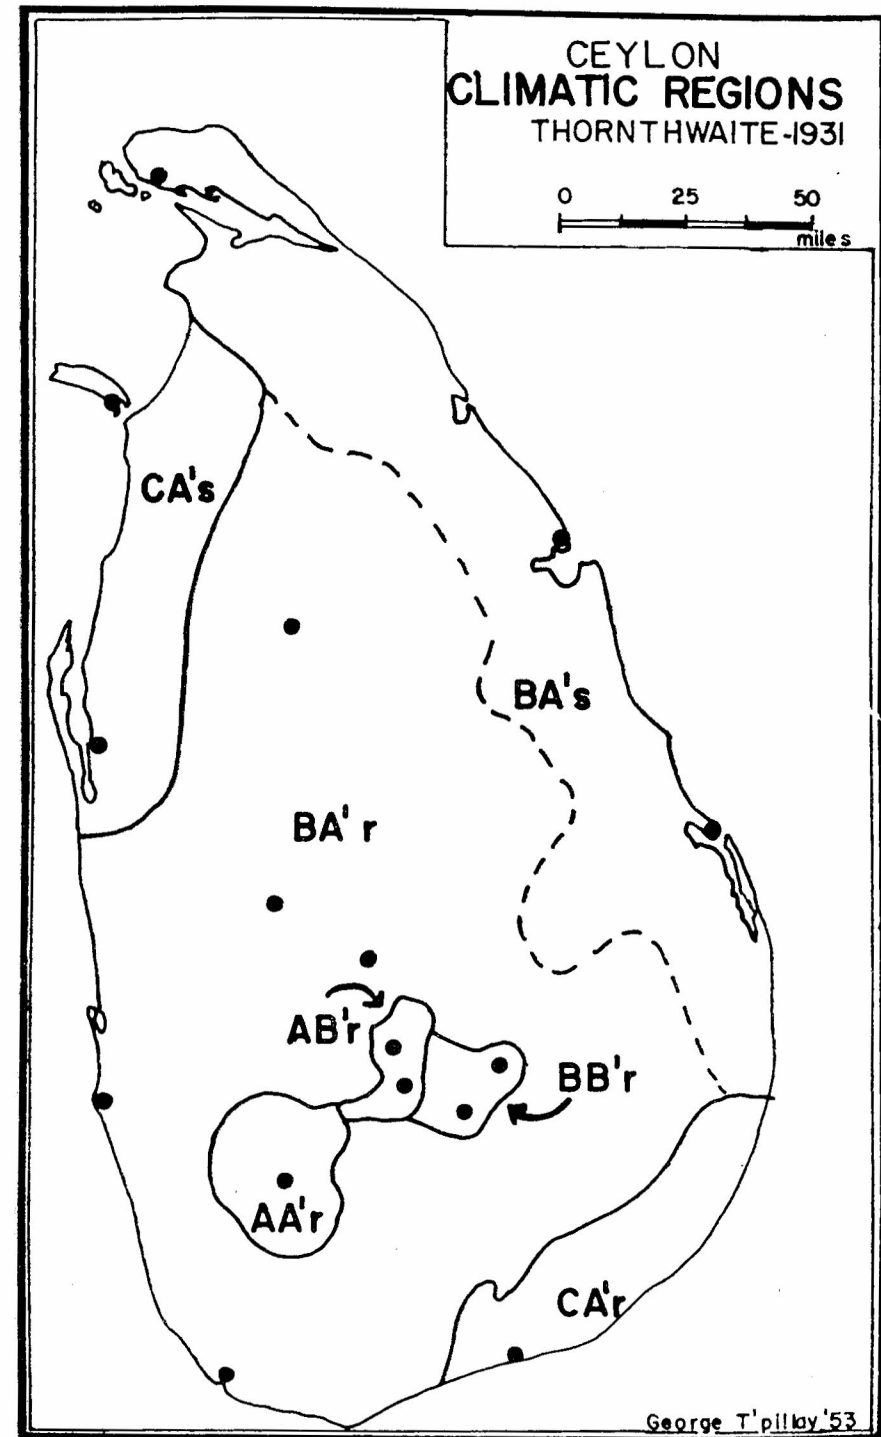 CEYLON
CLIMATIC REGIONS
THORNTHWAITE-1931
0 25 50
miles
CA's
BA's
BA'r
AB'r
BB'r
AA'r
CA'r
George T'pillay '53